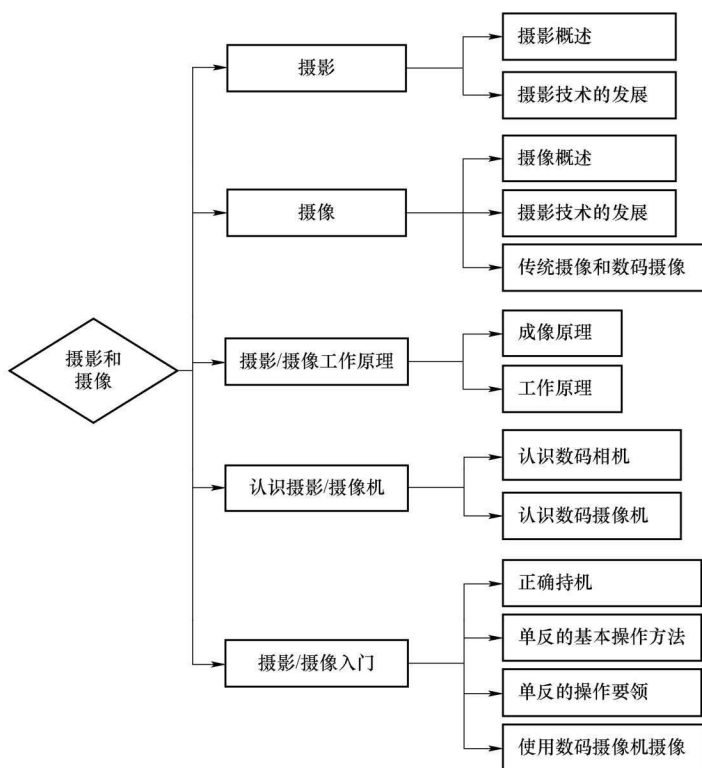 摄影和
摄像
摄影
摄影概述
摄影技术的发展
摄像
摄像概述
摄影技术的发展
传统摄像和数码摄像
摄影/摄像工作原理
成像原理
工作原理
认识摄影/摄像机
认识数码相机
认识数码摄像机
摄影/摄像入门
正确持机
单反的基本操作方法
单反的操作要领
使用数码摄像机摄像